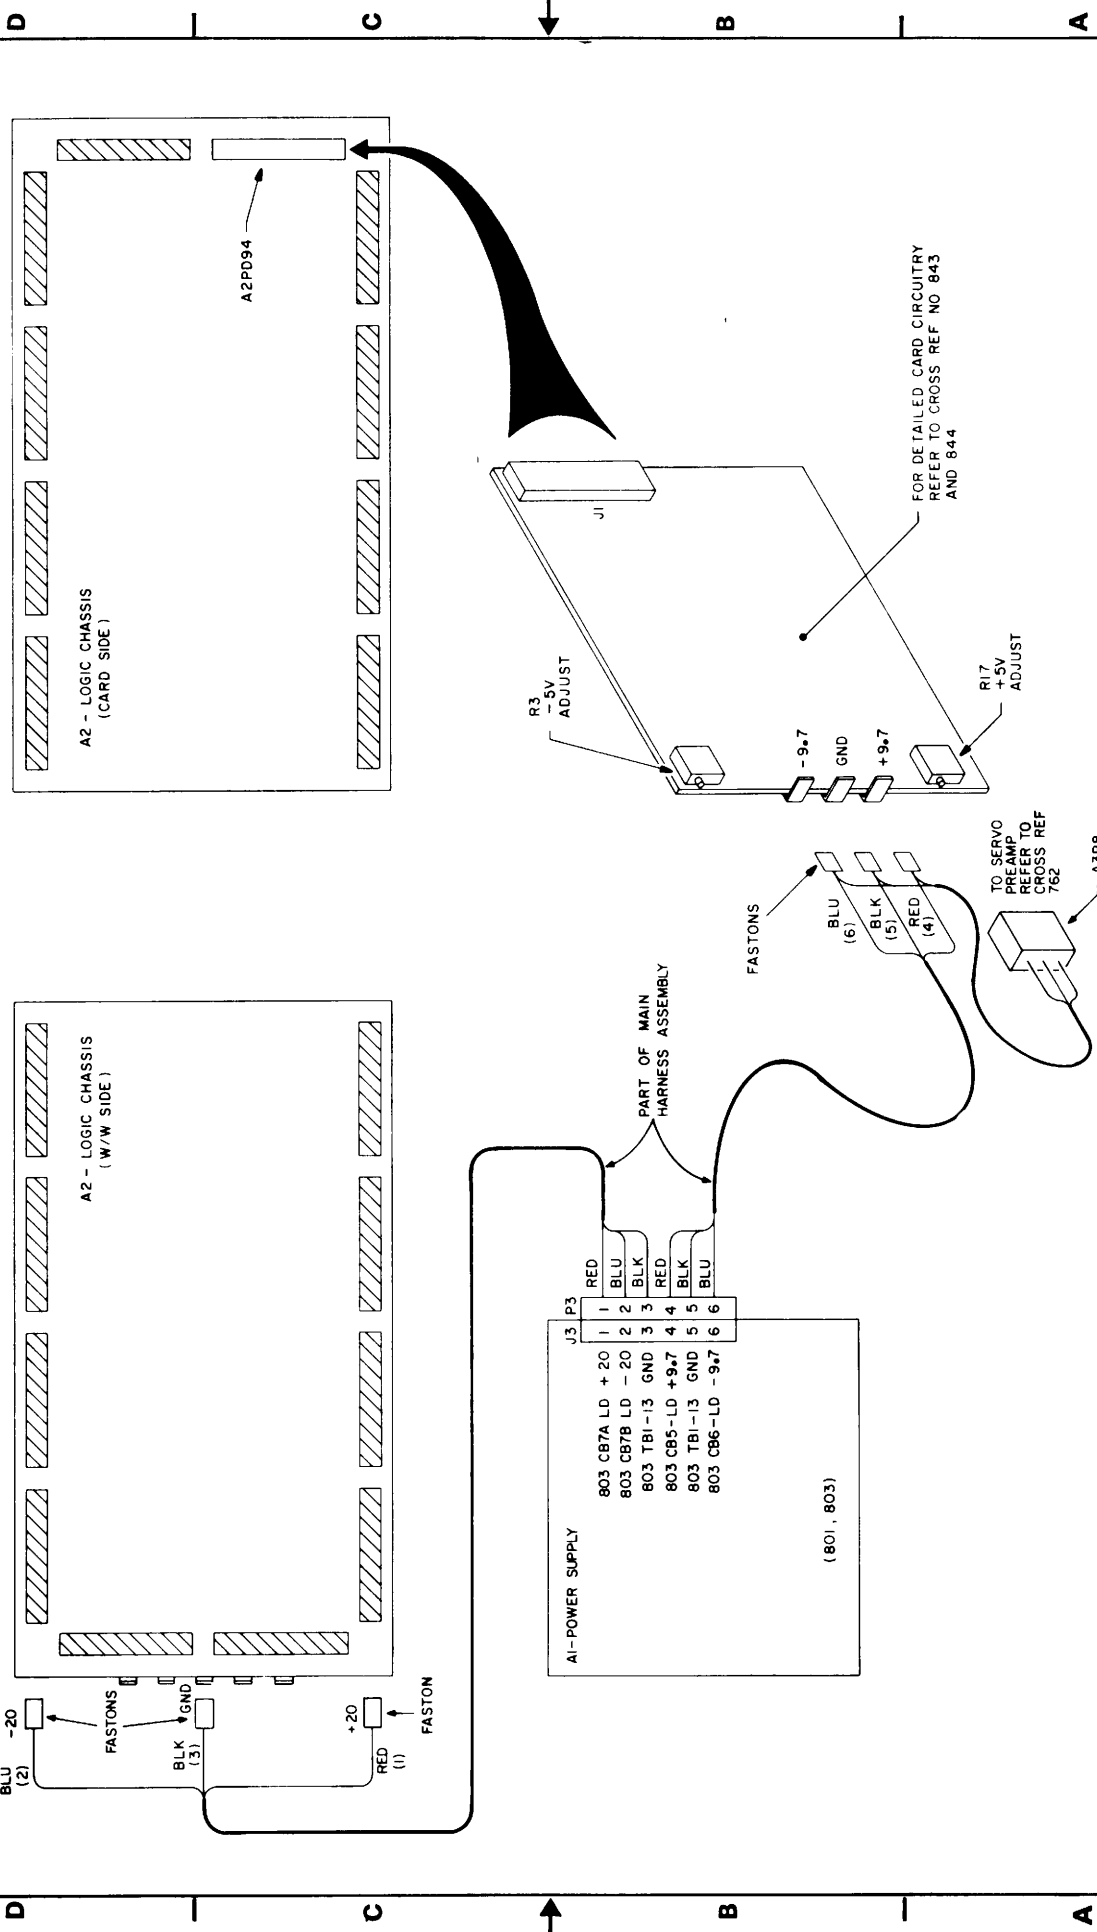 D
C
B
A
A2 - LOGIC CHASSIS
(W/W SIDE)
BLU
(2)
-20
FASTONS
GND
BLK
(3)
+20
RED
(1)
FASTON
A2 - LOGIC CHASSIS
(CARD SIDE)
A2PD94
A1-POWER SUPPLY
J3 P3
803 CB7A LD +20 1 1 RED
803 CB7B LD -20 2 2 BLU
803 TB1-13 GND 3 3 BLK
803 CB5-LD +9.7 4 4 RED
803 TB1-13 GND 5 5 BLK
803 CB6-LD -9.7 6 6 BLU
(801, 803)
PART OF MAIN
HARNESS ASSEMBLY
FASTONS
BLU
(6)
BLK
(5)
RED
(4)
TO SERVO
PREAMP
REFER TO
CROSS REF
762
R3
-5V
ADJUST
-9.7
GND
+9.7
R17
+5V
ADJUST
J1
FOR DETAILED CARD CIRCUITRY
REFER TO CROSS REF NO 843
AND 844
D
C
B
A